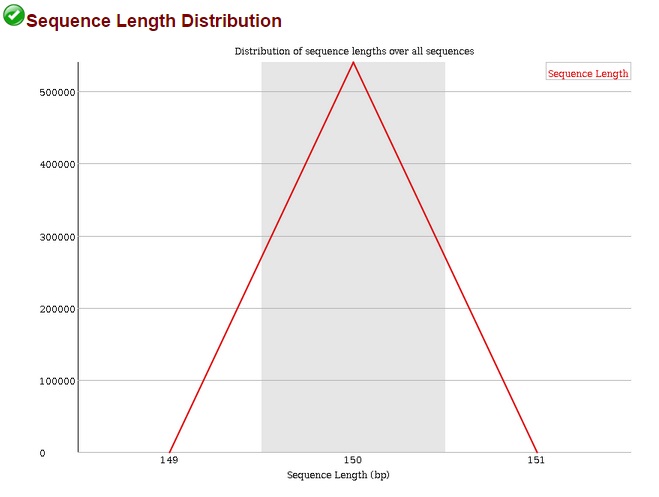 Sequence Length Distribution
Distribution of sequence lengths over all sequences
Sequence Length
500000
400000
300000
200000
100000
0
149 150 151
Sequence Length (bp)